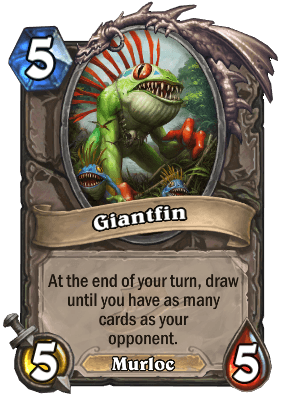 5
Giantfin
At the end of your turn, draw
until you have as many
cards as your
opponent.
5
Murloc
5